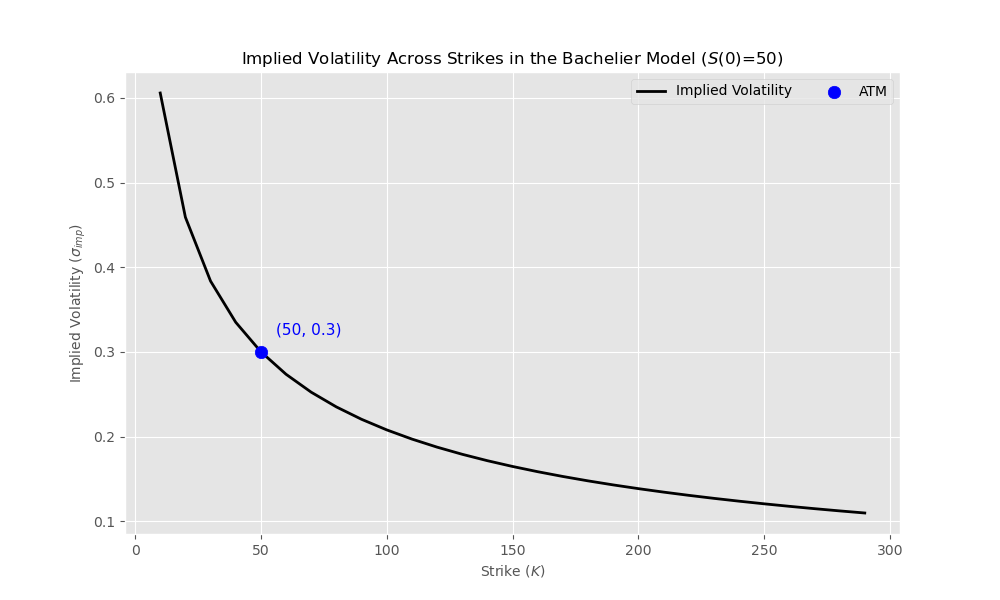 Implied Volatility Across Strikes in the Bachelier Model (S(0)=50)
Implied Volatility
ATM
0.6
0.5
0.4
0.3
0.2
0.1
Implied Volatility (σ_imp)
(50, 0.3)
0
50
100
150
200
250
300
Strike (K)